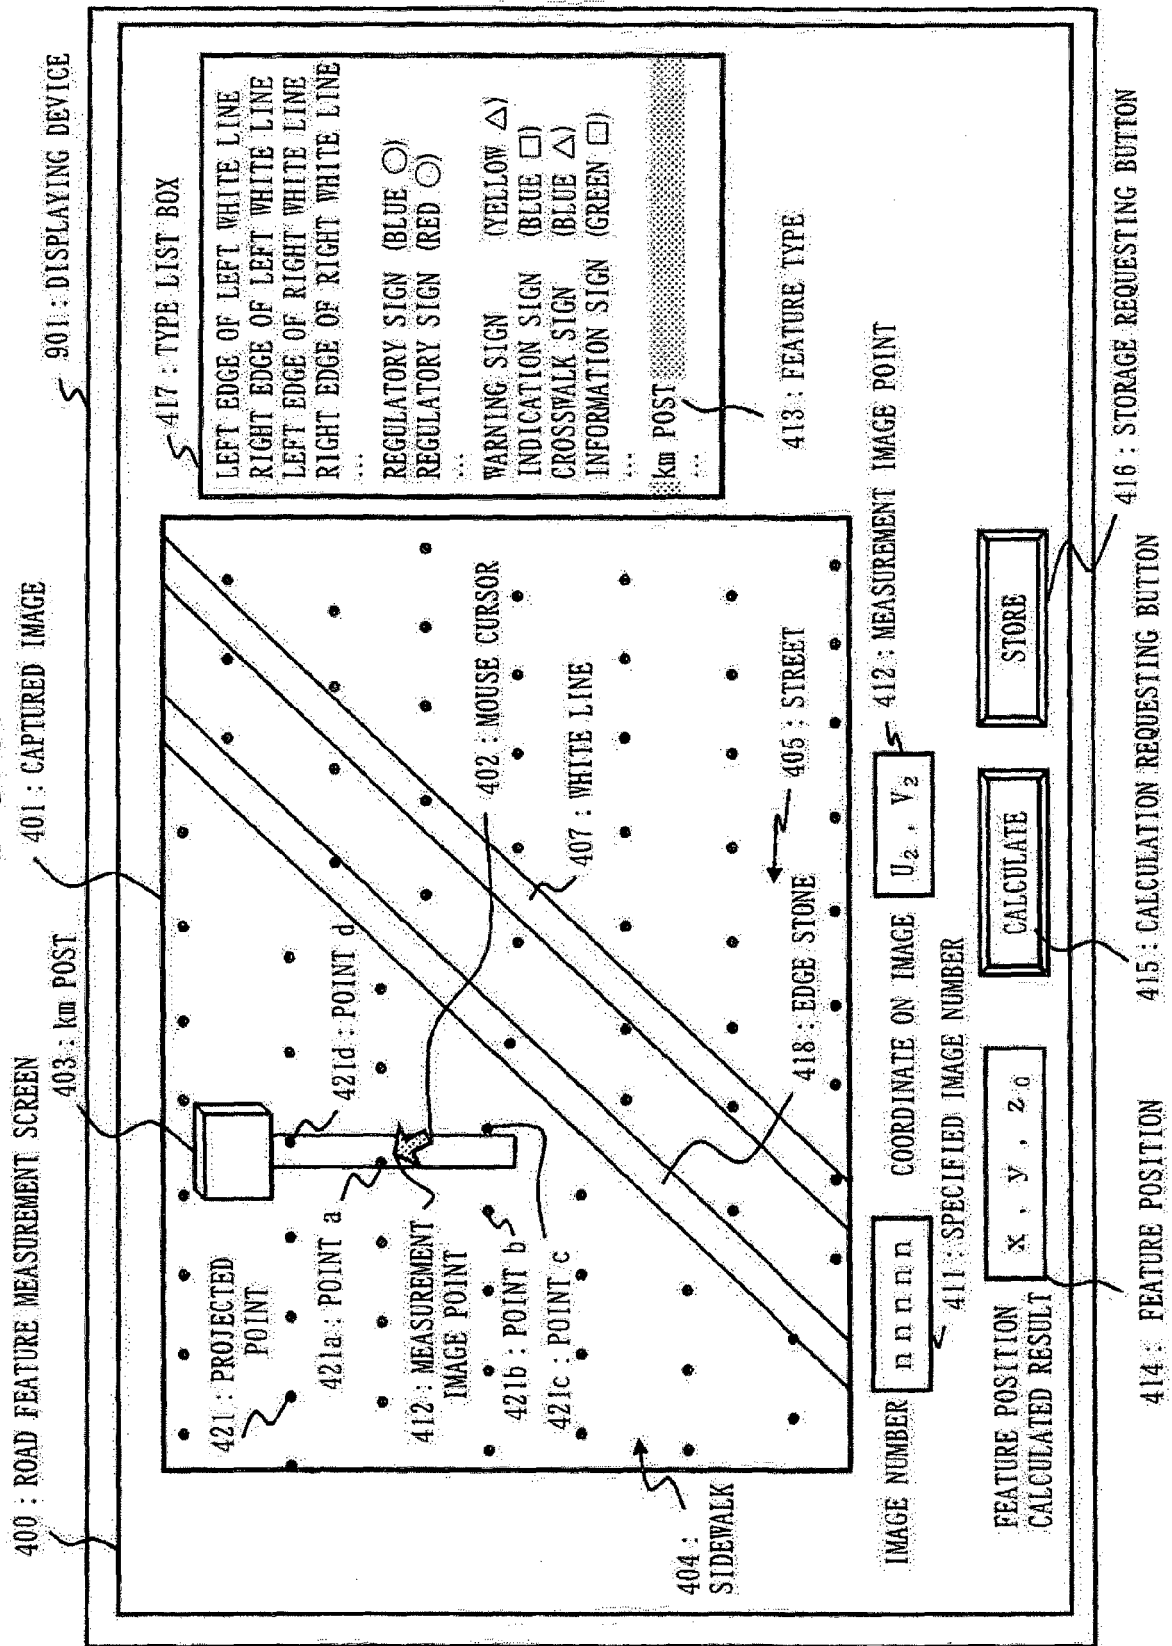 400 : ROAD FEATURE MEASUREMENT SCREEN
403 : km POST
401 : CAPTURED IMAGE
901 : DISPLAYING DEVICE
417 : TYPE LIST BOX
LEFT EDGE OF LEFT WHITE LINE
RIGHT EDGE OF LEFT WHITE LINE
LEFT EDGE OF RIGHT WHITE LINE
RIGHT EDGE OF RIGHT WHITE LINE
...
REGULATORY SIGN (BLUE ○)
REGULATORY SIGN (RED ○)
...
WARNING SIGN (YELLOW △)
INDICATION SIGN (BLUE □)
CROSSWALK SIGN (BLUE △)
INFORMATION SIGN (GREEN □)
...
km POST
...
413 : FEATURE TYPE
421 : PROJECTED
POINT
421d : POINT d
421a : POINT a
412 : MEASUREMENT
IMAGE POINT
421b : POINT b
421c : POINT c
402 : MOUSE CURSOR
407 : WHITE LINE
405 : STREET
418 : EDGE STONE
404 :
SIDEWALK
IMAGE NUMBER n n n n n
411 : SPECIFIED IMAGE NUMBER
COORDINATE ON IMAGE U₂ , V₂
412 : MEASUREMENT IMAGE POINT
FEATURE POSITION
CALCULATED RESULT
x , y , z₀
CALCULATE
STORE
414 : FEATURE POSITION
415 : CALCULATION REQUESTING BUTTON
416 : STORAGE REQUESTING BUTTON